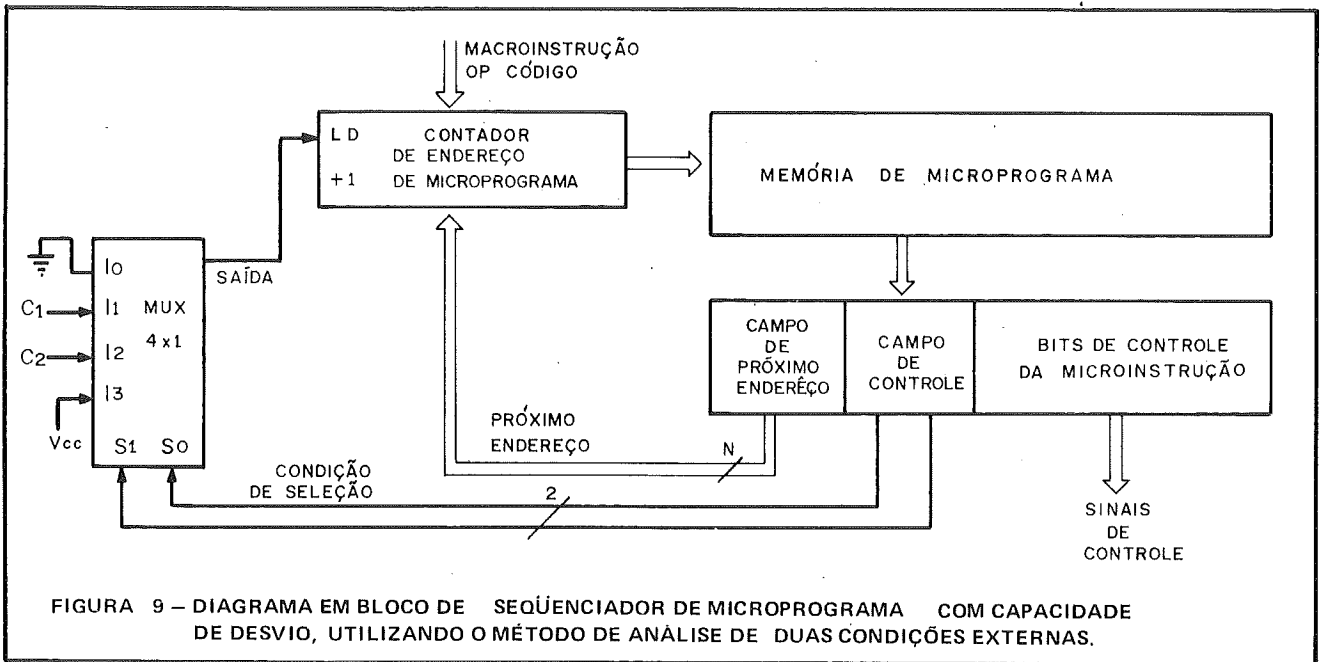 MACROINSTRUÇÃO
OP CÓDIGO
LD CONTADOR
DE ENDEREÇO
+1 DE MICROPROGRAMA
MEMÓRIA DE MICROPROGRAMA
I0
SAÍDA
C1 I1 MUX
4x1
C2 I2
I3
Vcc S1 S0
CAMPO
DE
PRÓXIMO
ENDERÊÇO
CAMPO
DE
CONTROLE
BITS DE CONTROLE
DA MICROINSTRUÇÃO
PRÓXIMO
ENDEREÇO
N
CONDIÇÃO
DE SELEÇÃO
2
SINAIS
DE
CONTROLE
FIGURA 9 – DIAGRAMA EM BLOCO DE SEQÜENCIADOR DE MICROPROGRAMA COM CAPACIDADE
DE DESVIO, UTILIZANDO O MÉTODO DE ANÁLISE DE DUAS CONDIÇÕES EXTERNAS.